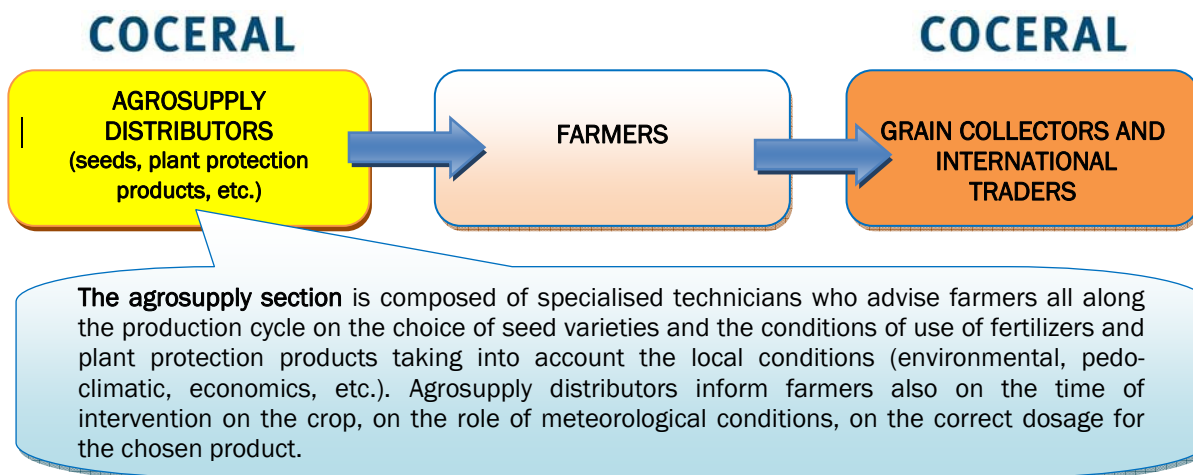 COCERAL
COCERAL
AGROSUPPLY
DISTRIBUTORS
(seeds, plant protection
products, etc.)
FARMERS
GRAIN COLLECTORS AND
INTERNATIONAL
TRADERS
The agrosupply section is composed of specialised technicians who advise farmers all along
the production cycle on the choice of seed varieties and the conditions of use of fertilizers and
plant protection products taking into account the local conditions (environmental, pedo-
climatic, economics, etc.). Agrosupply distributors inform farmers also on the time of
intervention on the crop, on the role of meteorological conditions, on the correct dosage for
the chosen product.